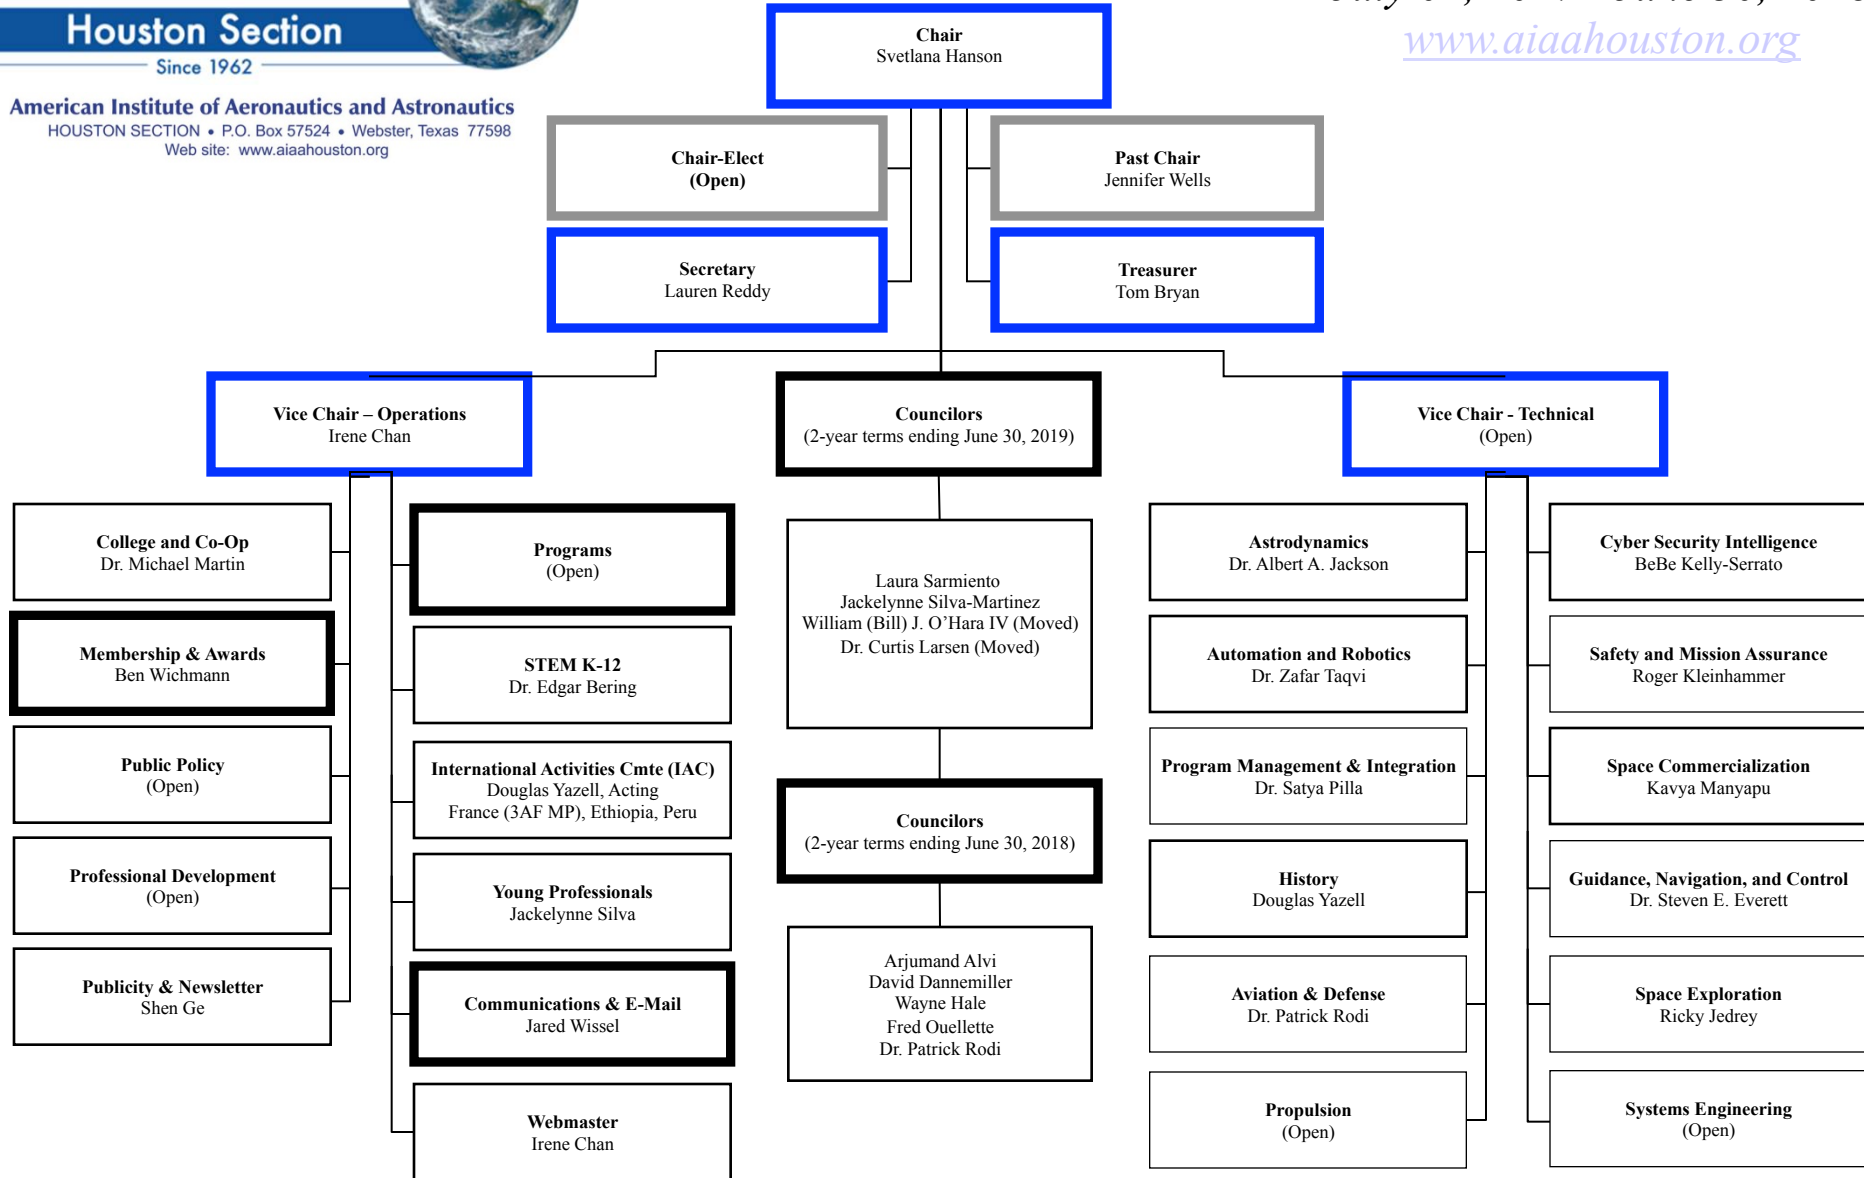 Houston Section
Since 1962
American Institute of Aeronautics and Astronautics
HOUSTON SECTION • P.O. Box 57524 • Webster, Texas 77598
Web site: www.aiaahouston.org
www.aiaahouston.org
Chair
Svetlana Hanson
Chair-Elect
(Open)
Past Chair
Jennifer Wells
Secretary
Lauren Reddy
Treasurer
Tom Bryan
Vice Chair – Operations
Irene Chan
Councilors
(2-year terms ending June 30, 2019)
Vice Chair - Technical
(Open)
College and Co-Op
Dr. Michael Martin
Membership & Awards
Ben Wichmann
Public Policy
(Open)
Professional Development
(Open)
Publicity & Newsletter
Shen Ge
Programs
(Open)
STEM K-12
Dr. Edgar Bering
International Activities Cmte (IAC)
Douglas Yazell, Acting
France (3AF MP), Ethiopia, Peru
Young Professionals
Jackelynne Silva
Communications & E-Mail
Jared Wissel
Webmaster
Irene Chan
Laura Sarmiento
Jackelynne Silva-Martinez
William (Bill) J. O’Hara IV (Moved)
Dr. Curtis Larsen (Moved)
Councilors
(2-year terms ending June 30, 2018)
Arjumand Alvi
David Dannemiller
Wayne Hale
Fred Ouellette
Dr. Patrick Rodi
Astrodynamics
Dr. Albert A. Jackson
Automation and Robotics
Dr. Zafar Taqvi
Program Management & Integration
Dr. Satya Pilla
History
Douglas Yazell
Aviation & Defense
Dr. Patrick Rodi
Propulsion
(Open)
Cyber Security Intelligence
BeBe Kelly-Serrato
Safety and Mission Assurance
Roger Kleinhammer
Space Commercialization
Kavya Manyapu
Guidance, Navigation, and Control
Dr. Steven E. Everett
Space Exploration
Ricky Jedrey
Systems Engineering
(Open)